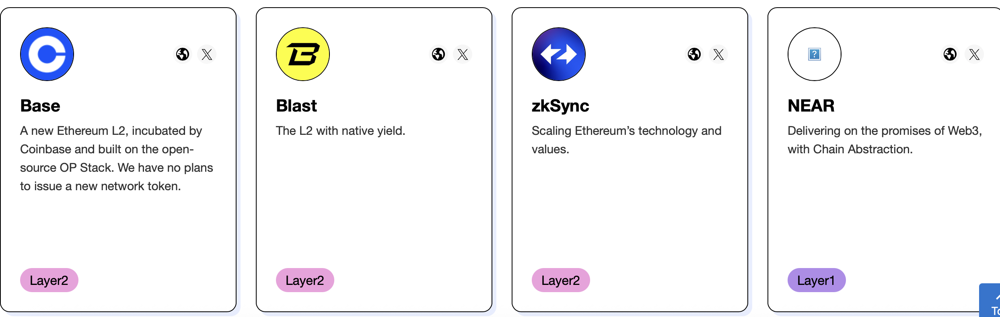 Base
A new Ethereum L2, incubated by
Coinbase and built on the open-
source OP Stack. We have no plans
to issue a new network token.
Layer2
Blast
The L2 with native yield.
Layer2
zkSync
Scaling Ethereum’s technology and
values.
Layer2
?
NEAR
Delivering on the promises of Web3,
with Chain Abstraction.
Layer1